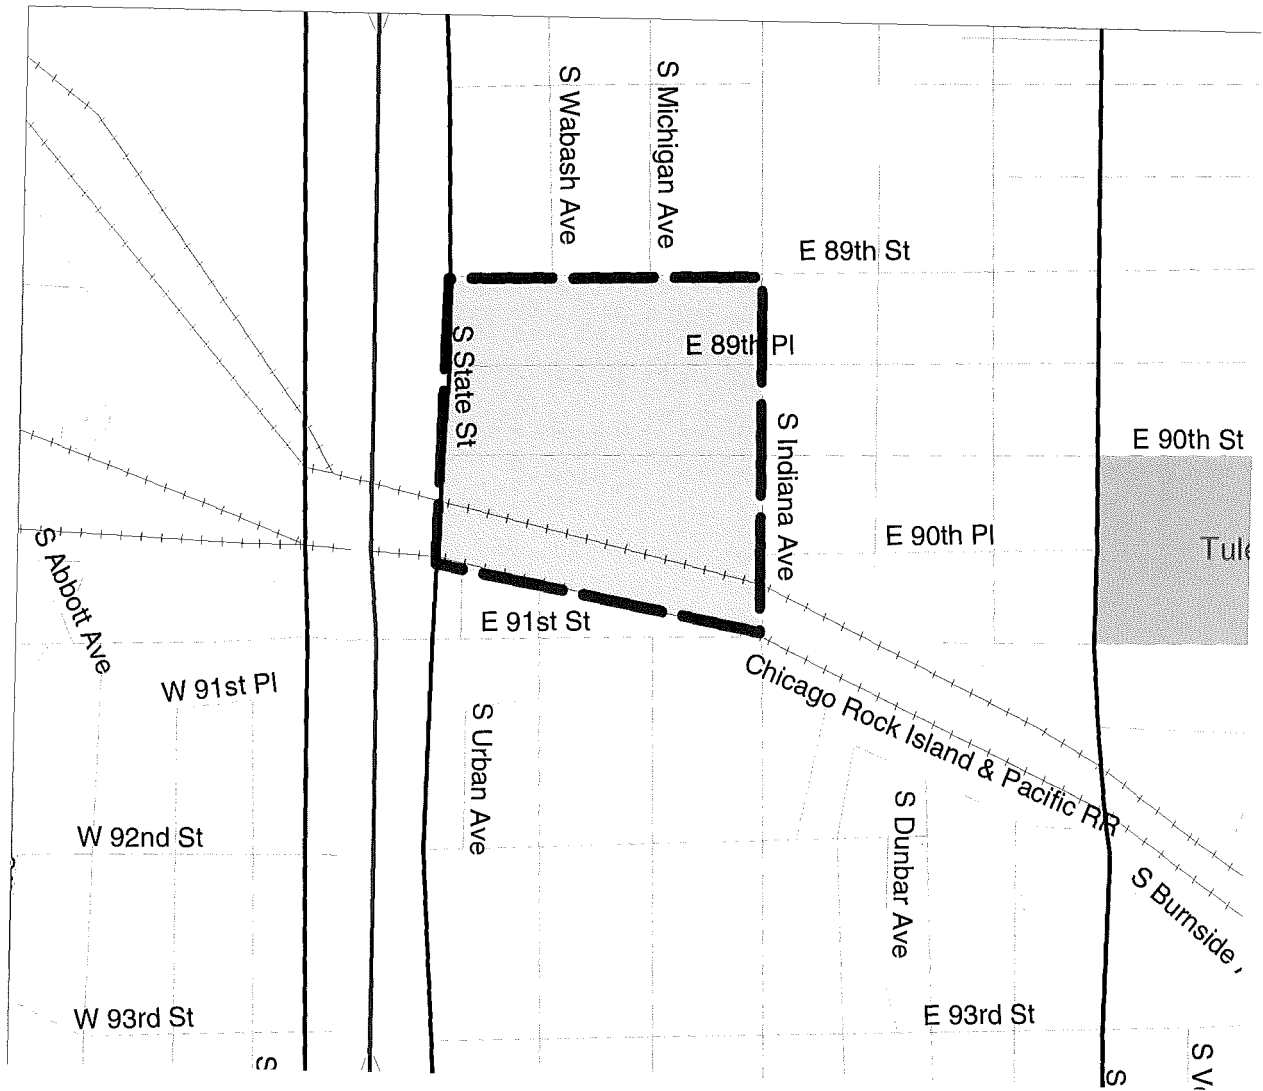 S Wabash Ave
S Michigan Ave
E 89th St
S State St
E 89th Pl
S Indiana Ave
E 90th St
E 90th Pl
S Abbott Ave
E 91st St
W 91st Pl
Chicago Rock Island & Pacific RR
S Urban Ave
S Dunbar Ave
W 92nd St
S Burnside
W 93rd St
E 93rd St
S
S